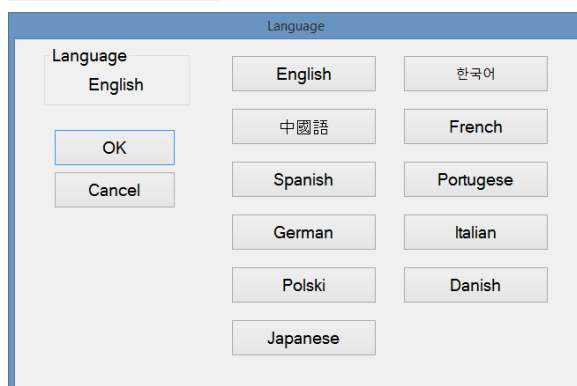 Language
Language
English
OK
Cancel
English
한국어
中國語
French
Spanish
Portugese
German
Italian
Polski
Danish
Japanese